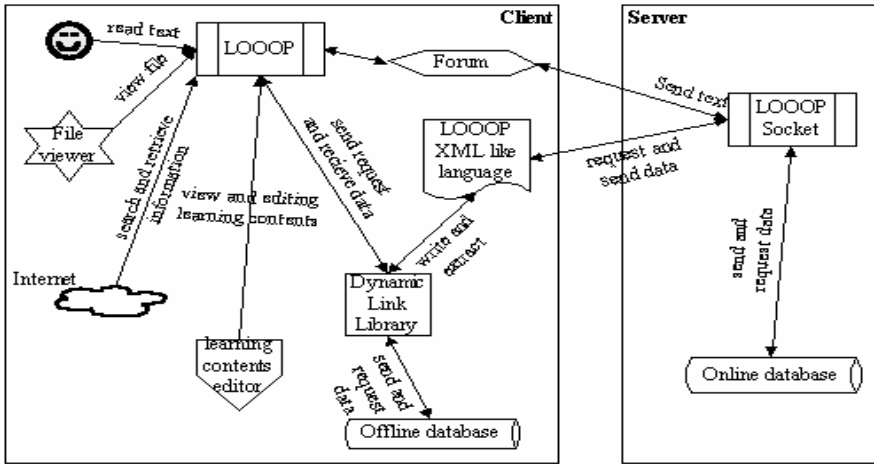 Client
Server
read text
LOOOP
Forum
Send text
LOOOP
Socket
view file
File
viewer
send request
and recieve data
LOOOP
XML like
language
request and
send data
search and retrieve
information
view and editing
learning contents
write and
extract
send and
request data
Internet
Dynamic
Link
Library
learning
contents
editor
send and
request
data
Online database
Offline database